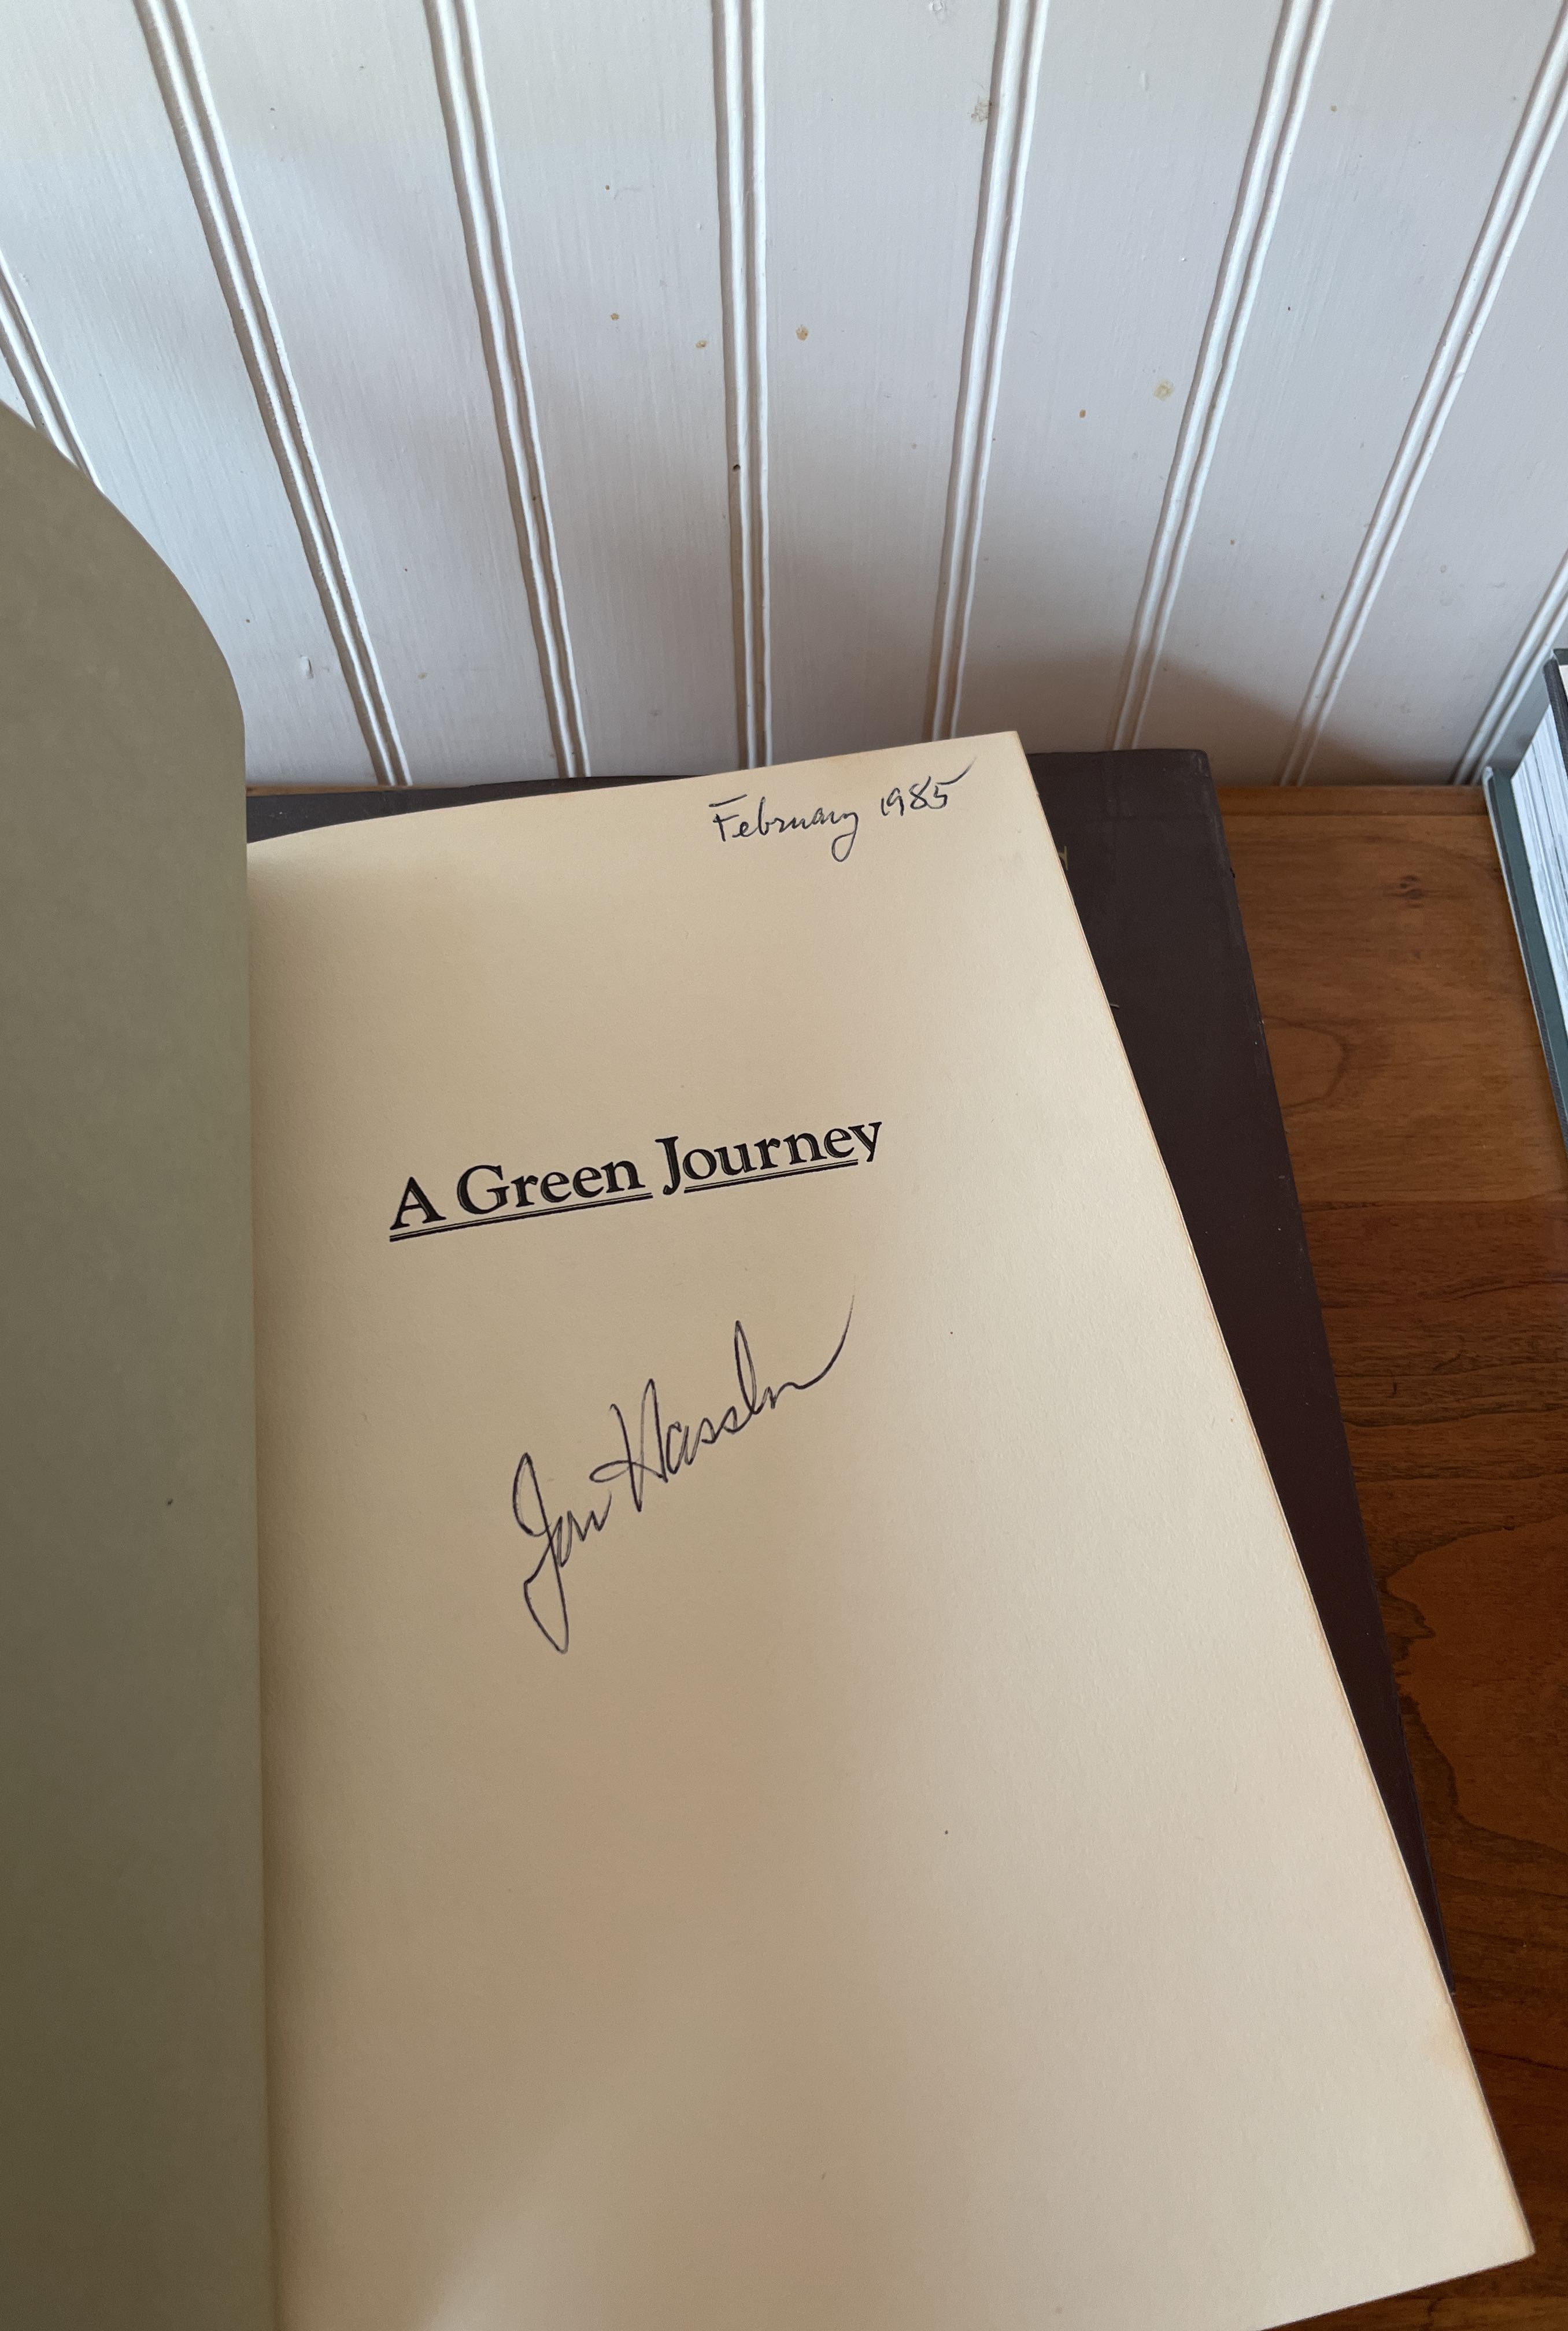 February 1985
A Green Journey
Jon Hassler